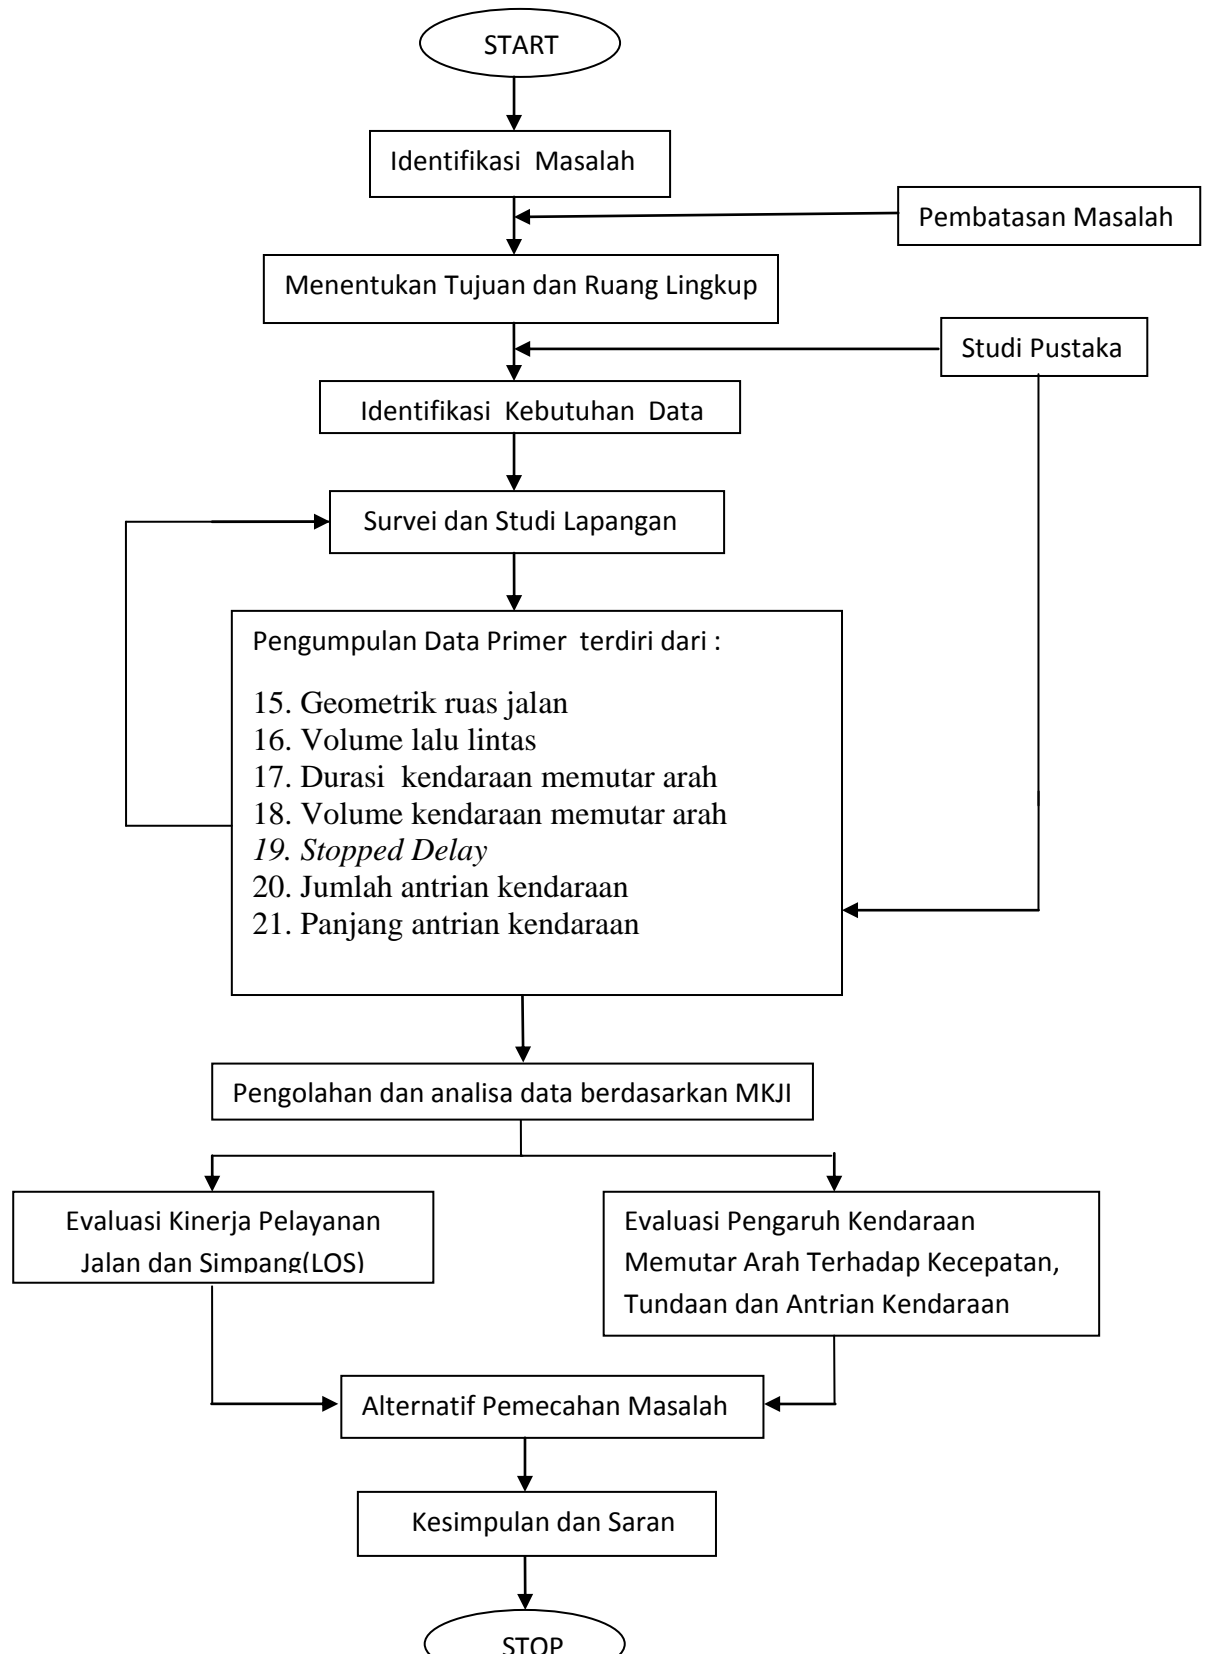 START
Identifikasi Masalah
Pembatasan Masalah
Menentukan Tujuan dan Ruang Lingkup
Studi Pustaka
Identifikasi Kebutuhan Data
Survei dan Studi Lapangan
Pengumpulan Data Primer terdiri dari :
15. Geometrik ruas jalan
16. Volume lalu lintas
17. Durasi kendaraan memutar arah
18. Volume kendaraan memutar arah
19. Stopped Delay
20. Jumlah antrian kendaraan
21. Panjang antrian kendaraan
Pengolahan dan analisa data berdasarkan MKJI
Evaluasi Kinerja Pelayanan
Jalan dan Simpang(LOS)
Evaluasi Pengaruh Kendaraan
Memutar Arah Terhadap Kecepatan,
Tundaan dan Antrian Kendaraan
Alternatif Pemecahan Masalah
Kesimpulan dan Saran
STOP